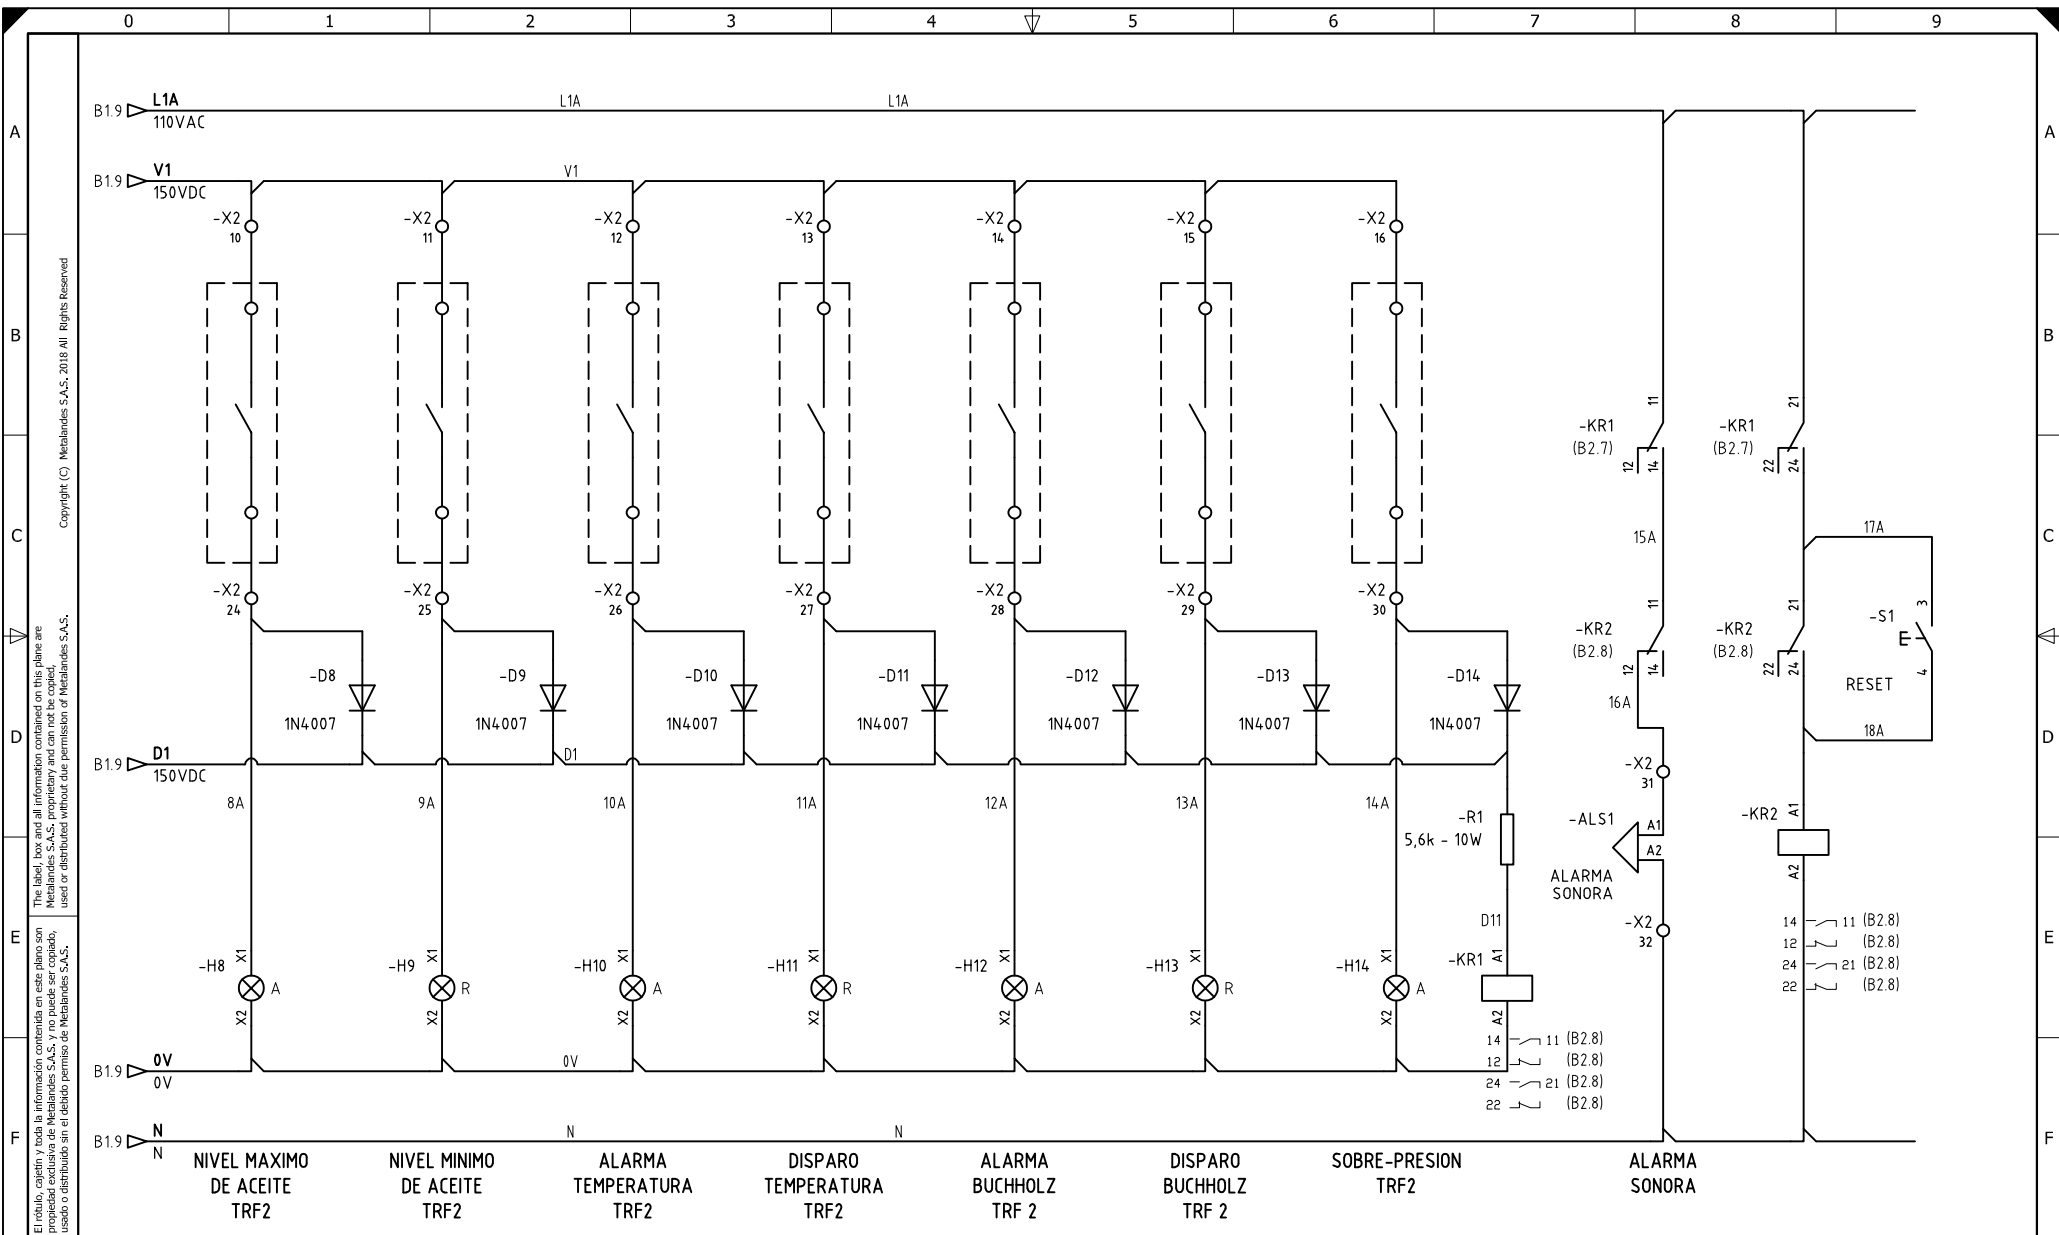 0 1 2 3 4 5 6 7 8 9
B1.9 L1A L1A L1A
110VAC
A A
B1.9 V1 V1
150VDC
-X2 -X2 -X2 -X2 -X2 -X2 -X2
10 11 12 13 14 15 16
B B
11 21
-KR1 -KR1
(B2.7) (B2.7)
12 14 22 24
17A
C 15A C
-X2 -X2 -X2 -X2 -X2 -X2 -X2
24 25 26 27 28 29 30
11 21 3
-KR2 -KR2 -S1
(B2.8) (B2.8)
12 14 22 24 4
-D8 -D9 -D10 -D11 -D12 -D13 -D14
RESET
16A
1N4007 1N4007 1N4007 1N4007 1N4007 1N4007 1N4007
18A
D D
B1.9 D1 D1
150VDC
-X2
31
8A 9A 10A 11A 12A 13A 14A
-R1 -ALS1 A1 -KR2 A1
5,6k - 10W
A2 A2
ALARMA
SONORA
D11
-X2
32
E E
14 11 (B2.8)
12 (B2.8)
24 21 (B2.8)
22 (B2.8)
X1 X1 X1 X1 X1 X1 X1 A1
-H8 -H9 -H10 -H11 -H12 -H13 -H14 -KR1
A R A R A R A
X2 X2 X2 X2 X2 X2 X2 A2
14 11 (B2.8)
12 (B2.8)
24 21 (B2.8)
22 (B2.8)
B1.9 0V 0V
0V
F F
B1.9 N N N
N
NIVEL MAXIMO
DE ACEITE
TRF2
NIVEL MINIMO
DE ACEITE
TRF2
ALARMA
TEMPERATURA
TRF2
DISPARO
TEMPERATURA
TRF2
ALARMA
BUCHHOLZ
TRF 2
DISPARO
BUCHHOLZ
TRF 2
SOBRE-PRESION
TRF2
ALARMA
SONORA
Copyright (C) Metalandes S.A.S. 2018 All Rights Reserved
The label, box and all information contained on this plane are
Metalandes S.A.S. proprietary and can not be copied,
used or distributed without due permission of Metalandes S.A.S.
El rótulo, cajetín y toda la información contenida en este plano son
propiedad exclusiva de Metalandes S.A.S. y no puede ser copiado,
usado o distribuido sin el debido permiso de Metalandes S.A.S.